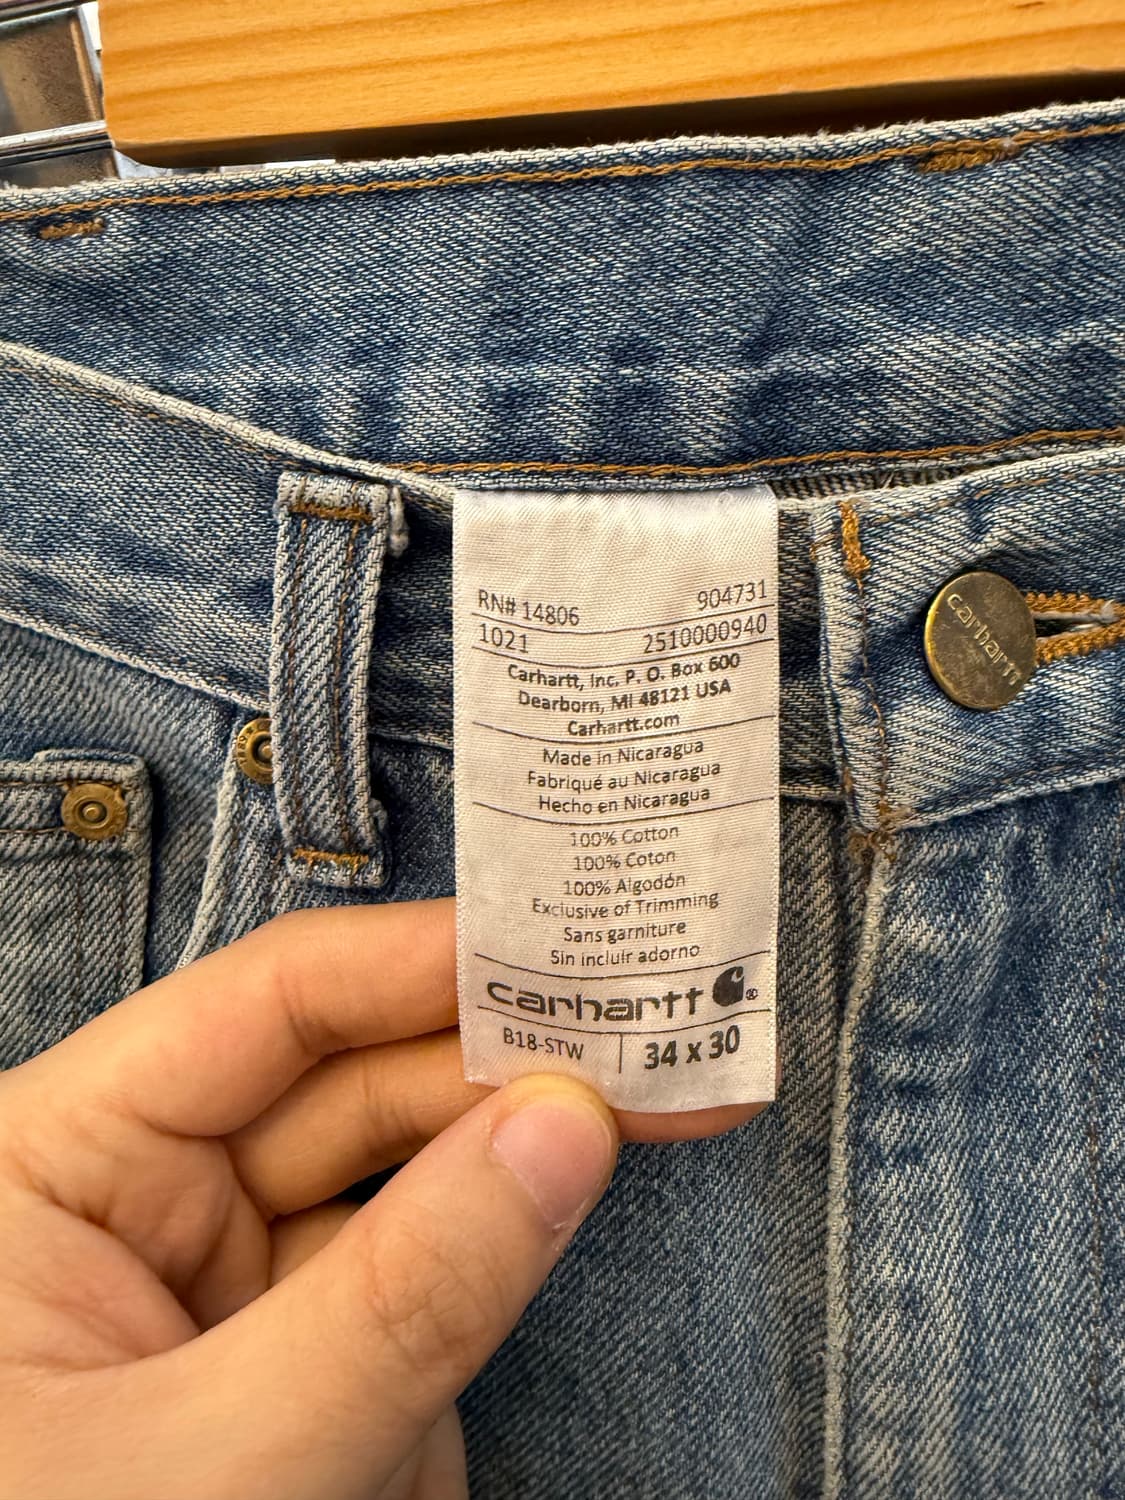 RN# 14806 904731
1021 2510000940
Carhartt, Inc. P. O. Box 600
Dearborn, MI 48121 USA
Carhartt.com
Made in Nicaragua
Fabriqué au Nicaragua
Hecho en Nicaragua
100% Cotton
100% Coton
100% Algodón
Exclusive of Trimming
Sans garniture
Sin incluir adorno
carhartt ®
B18-STW | 34 x 30
carhartt